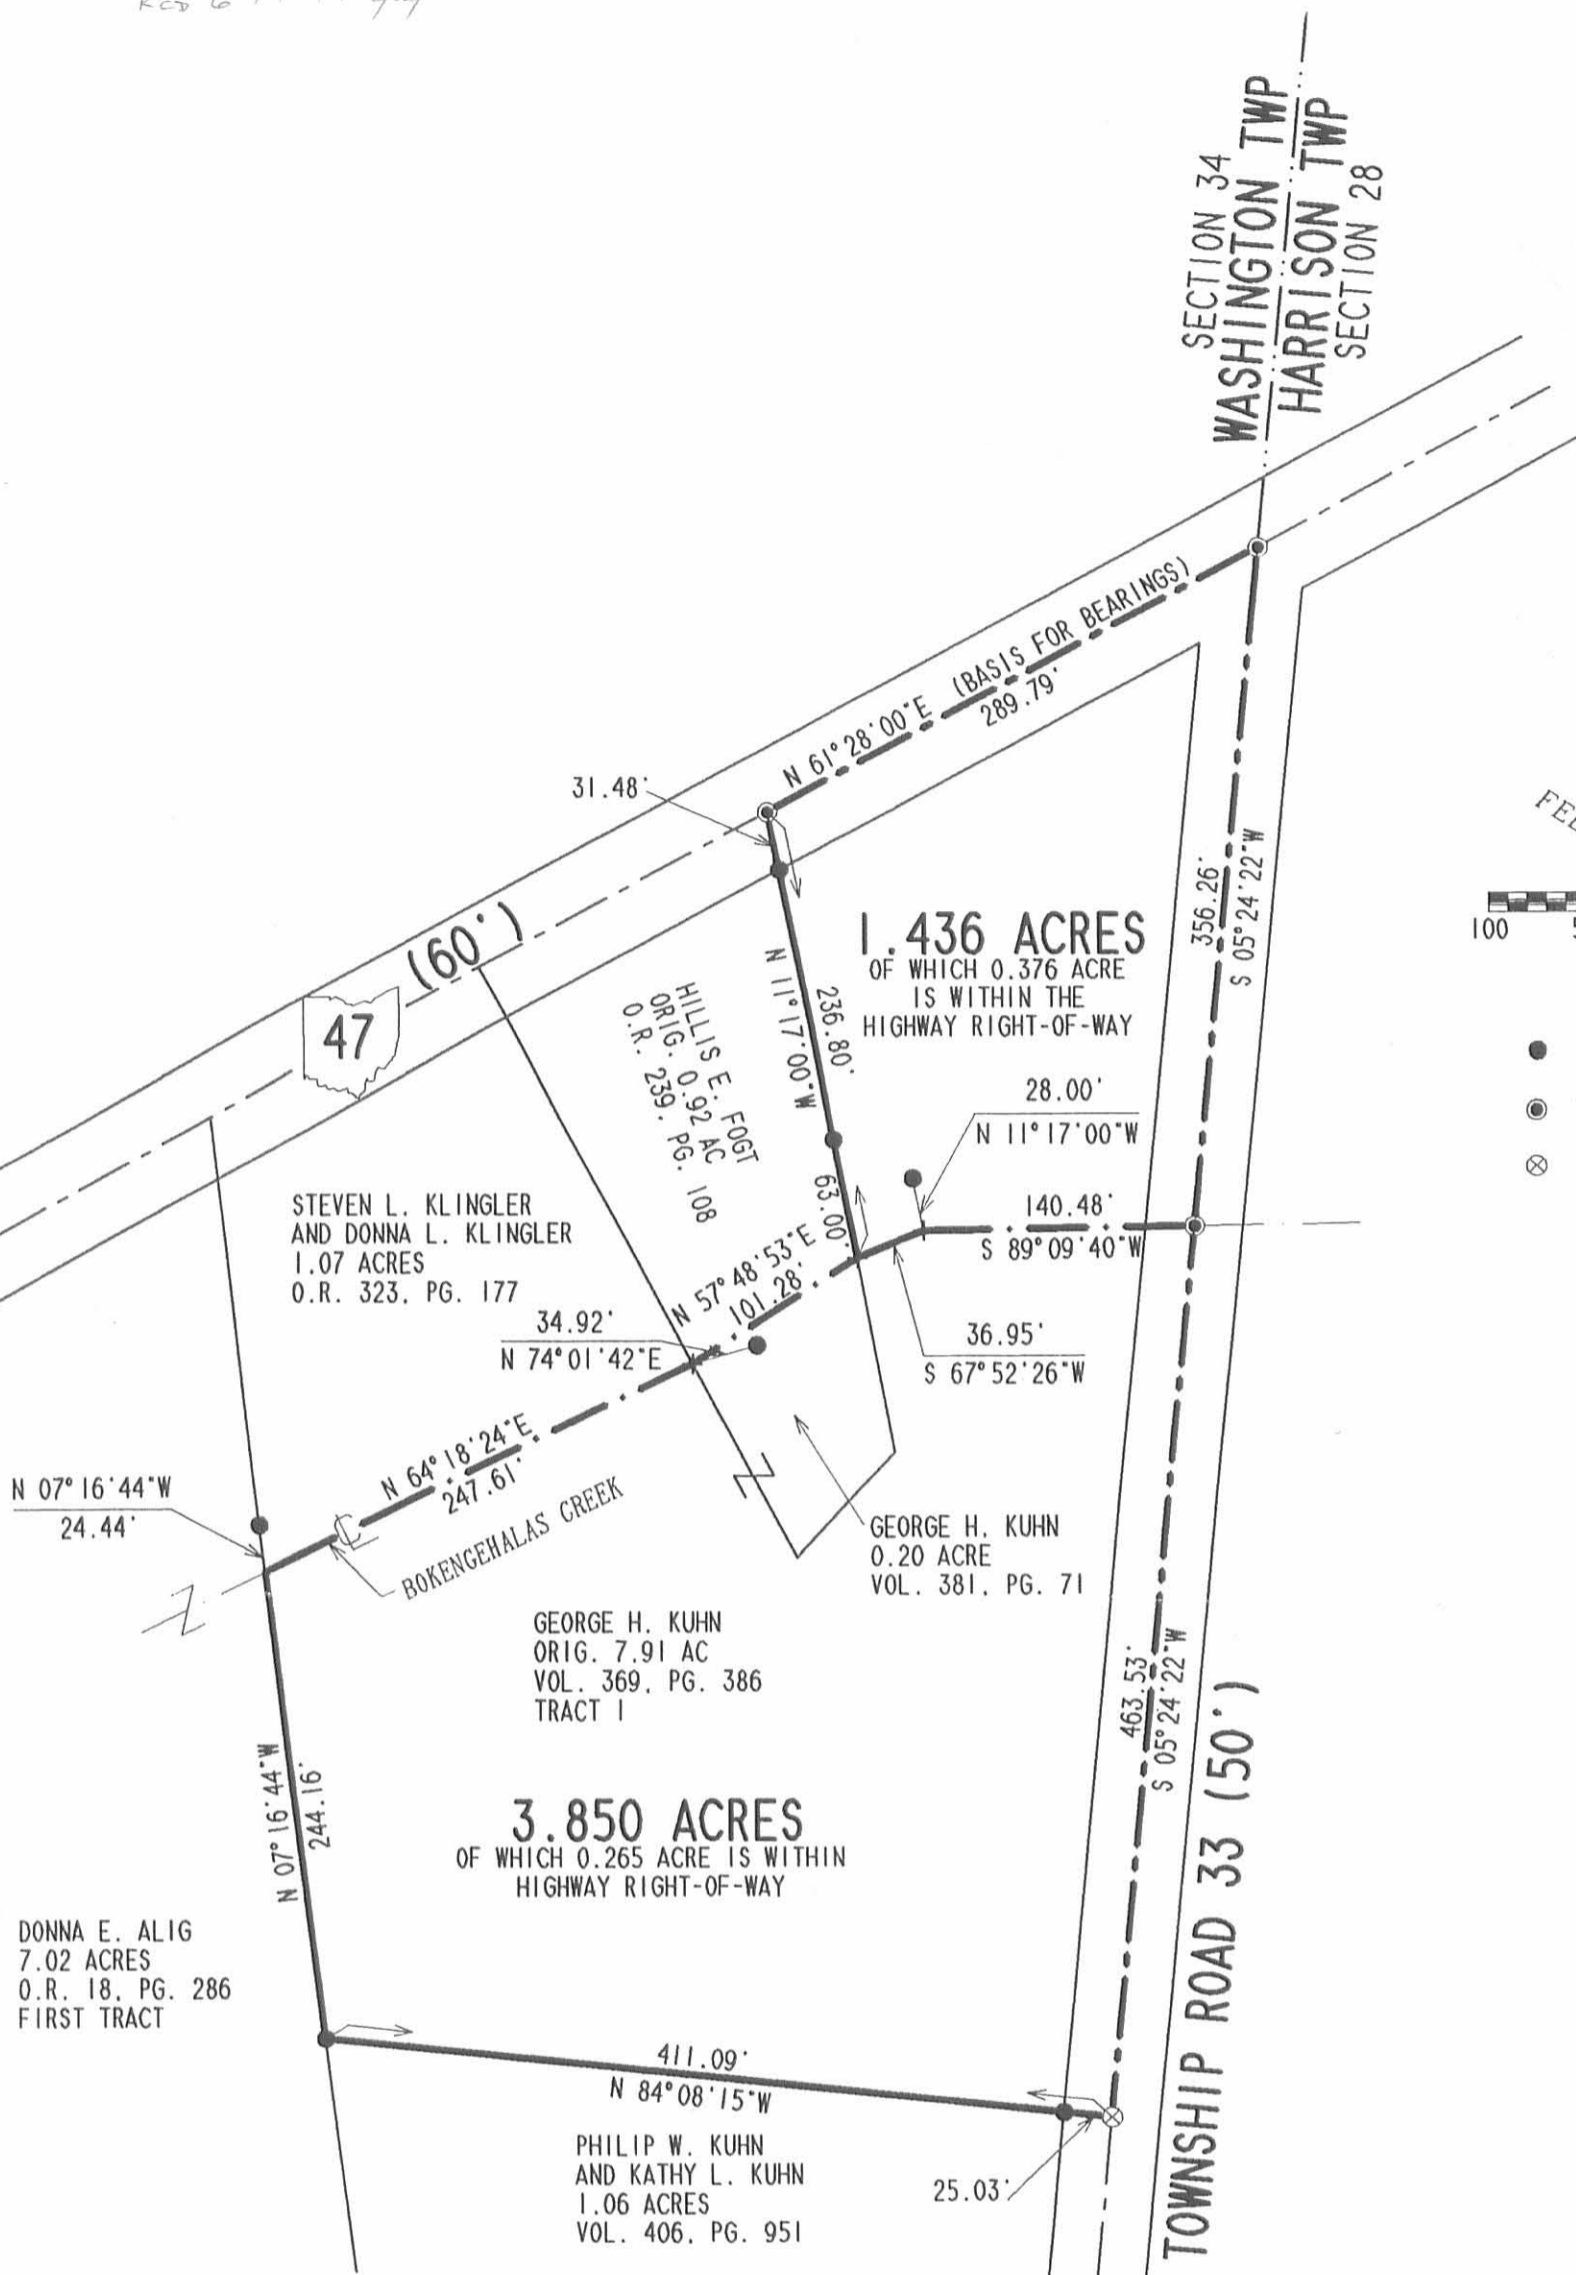 SECTION 34
WASHINGTON TWP
HARRISON TWP
SECTION 28
N 61°28'00"E (BASIS FOR BEARINGS)
289.79'
31.48'
(60')
47
356.26'
S 05°24'22"W
100
1.436 ACRES
OF WHICH 0.376 ACRE
IS WITHIN THE
HIGHWAY RIGHT-OF-WAY
HILLIS E. FOGT
ORIG. 0.92 AC
O.R. 239, PG. 108
236.80'
N 11°17'00"W
63.00'
28.00'
N 11°17'00"W
140.48'
S 89°09'40"W
36.95'
S 67°52'26"W
STEVEN L. KLINGLER
AND DONNA L. KLINGLER
1.07 ACRES
O.R. 323, PG. 177
N 57°48'53"E
101.28'
34.92'
N 74°01'42"E
N 64°18'24"E
247.61'
BOKENGEHALAS CREEK
N 07°16'44"W
24.44'
GEORGE H. KUHN
0.20 ACRE
VOL. 381, PG. 71
GEORGE H. KUHN
ORIG. 7.91 AC
VOL. 369, PG. 386
TRACT 1
463.53'
S 05°24'22"W
TOWNSHIP ROAD 33 (50')
N 07°16'44"W
244.16'
3.850 ACRES
OF WHICH 0.265 ACRE IS WITHIN
HIGHWAY RIGHT-OF-WAY
DONNA E. ALIG
7.02 ACRES
O.R. 18, PG. 286
FIRST TRACT
411.09'
N 84°08'15"W
PHILIP W. KUHN
AND KATHY L. KUHN
1.06 ACRES
VOL. 406, PG. 951
25.03'